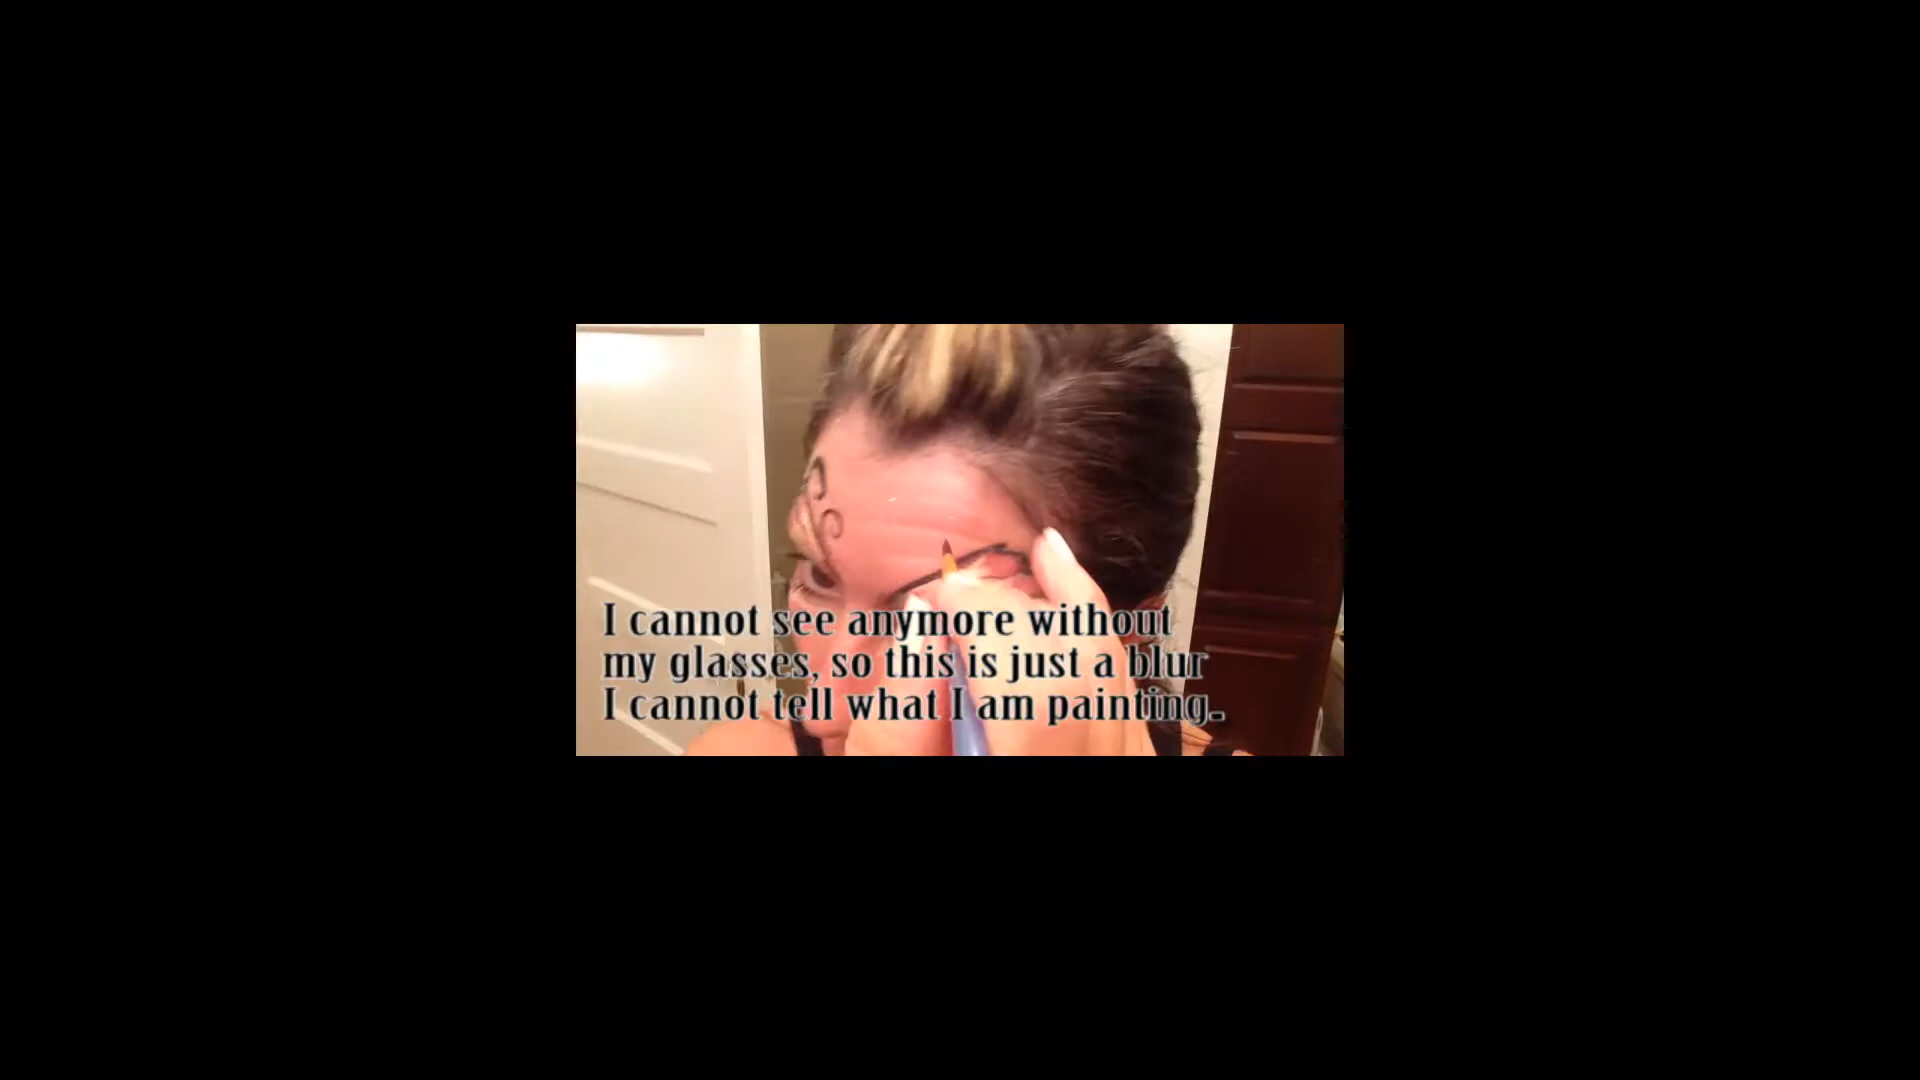 I cannot see anymore without
my glasses, so this is just a blur
I cannot tell what I am painting.